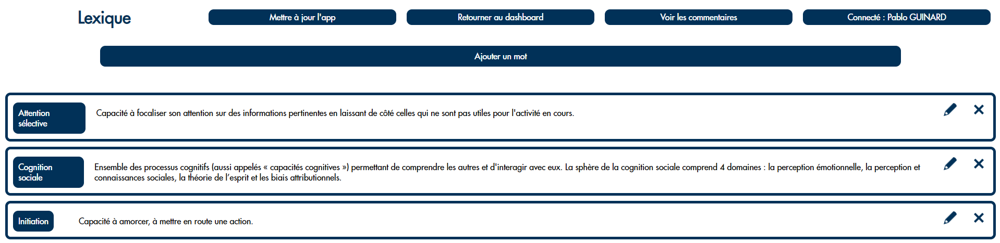 Lexique
Mettre à jour l'app
Retourner au dashboard
Voir les commentaires
Connecté : Pablo GUINARD
Ajouter un mot
Attention
sélective
Capacité à focaliser son attention sur des informations pertinentes en laissant de côté celles qui ne sont pas utiles pour l'activité en cours.
Cognition
sociale
Ensemble des processus cognitifs (aussi appelés « capacités cognitives ») permettant de comprendre les autres et d'interagir avec eux. La sphère de la cognition sociale comprend 4 domaines : la perception émotionnelle, la perception et
connaissances sociales, la théorie de l’esprit et les biais attributionnels.
Initiation
Capacité à amorcer, à mettre en route une action.